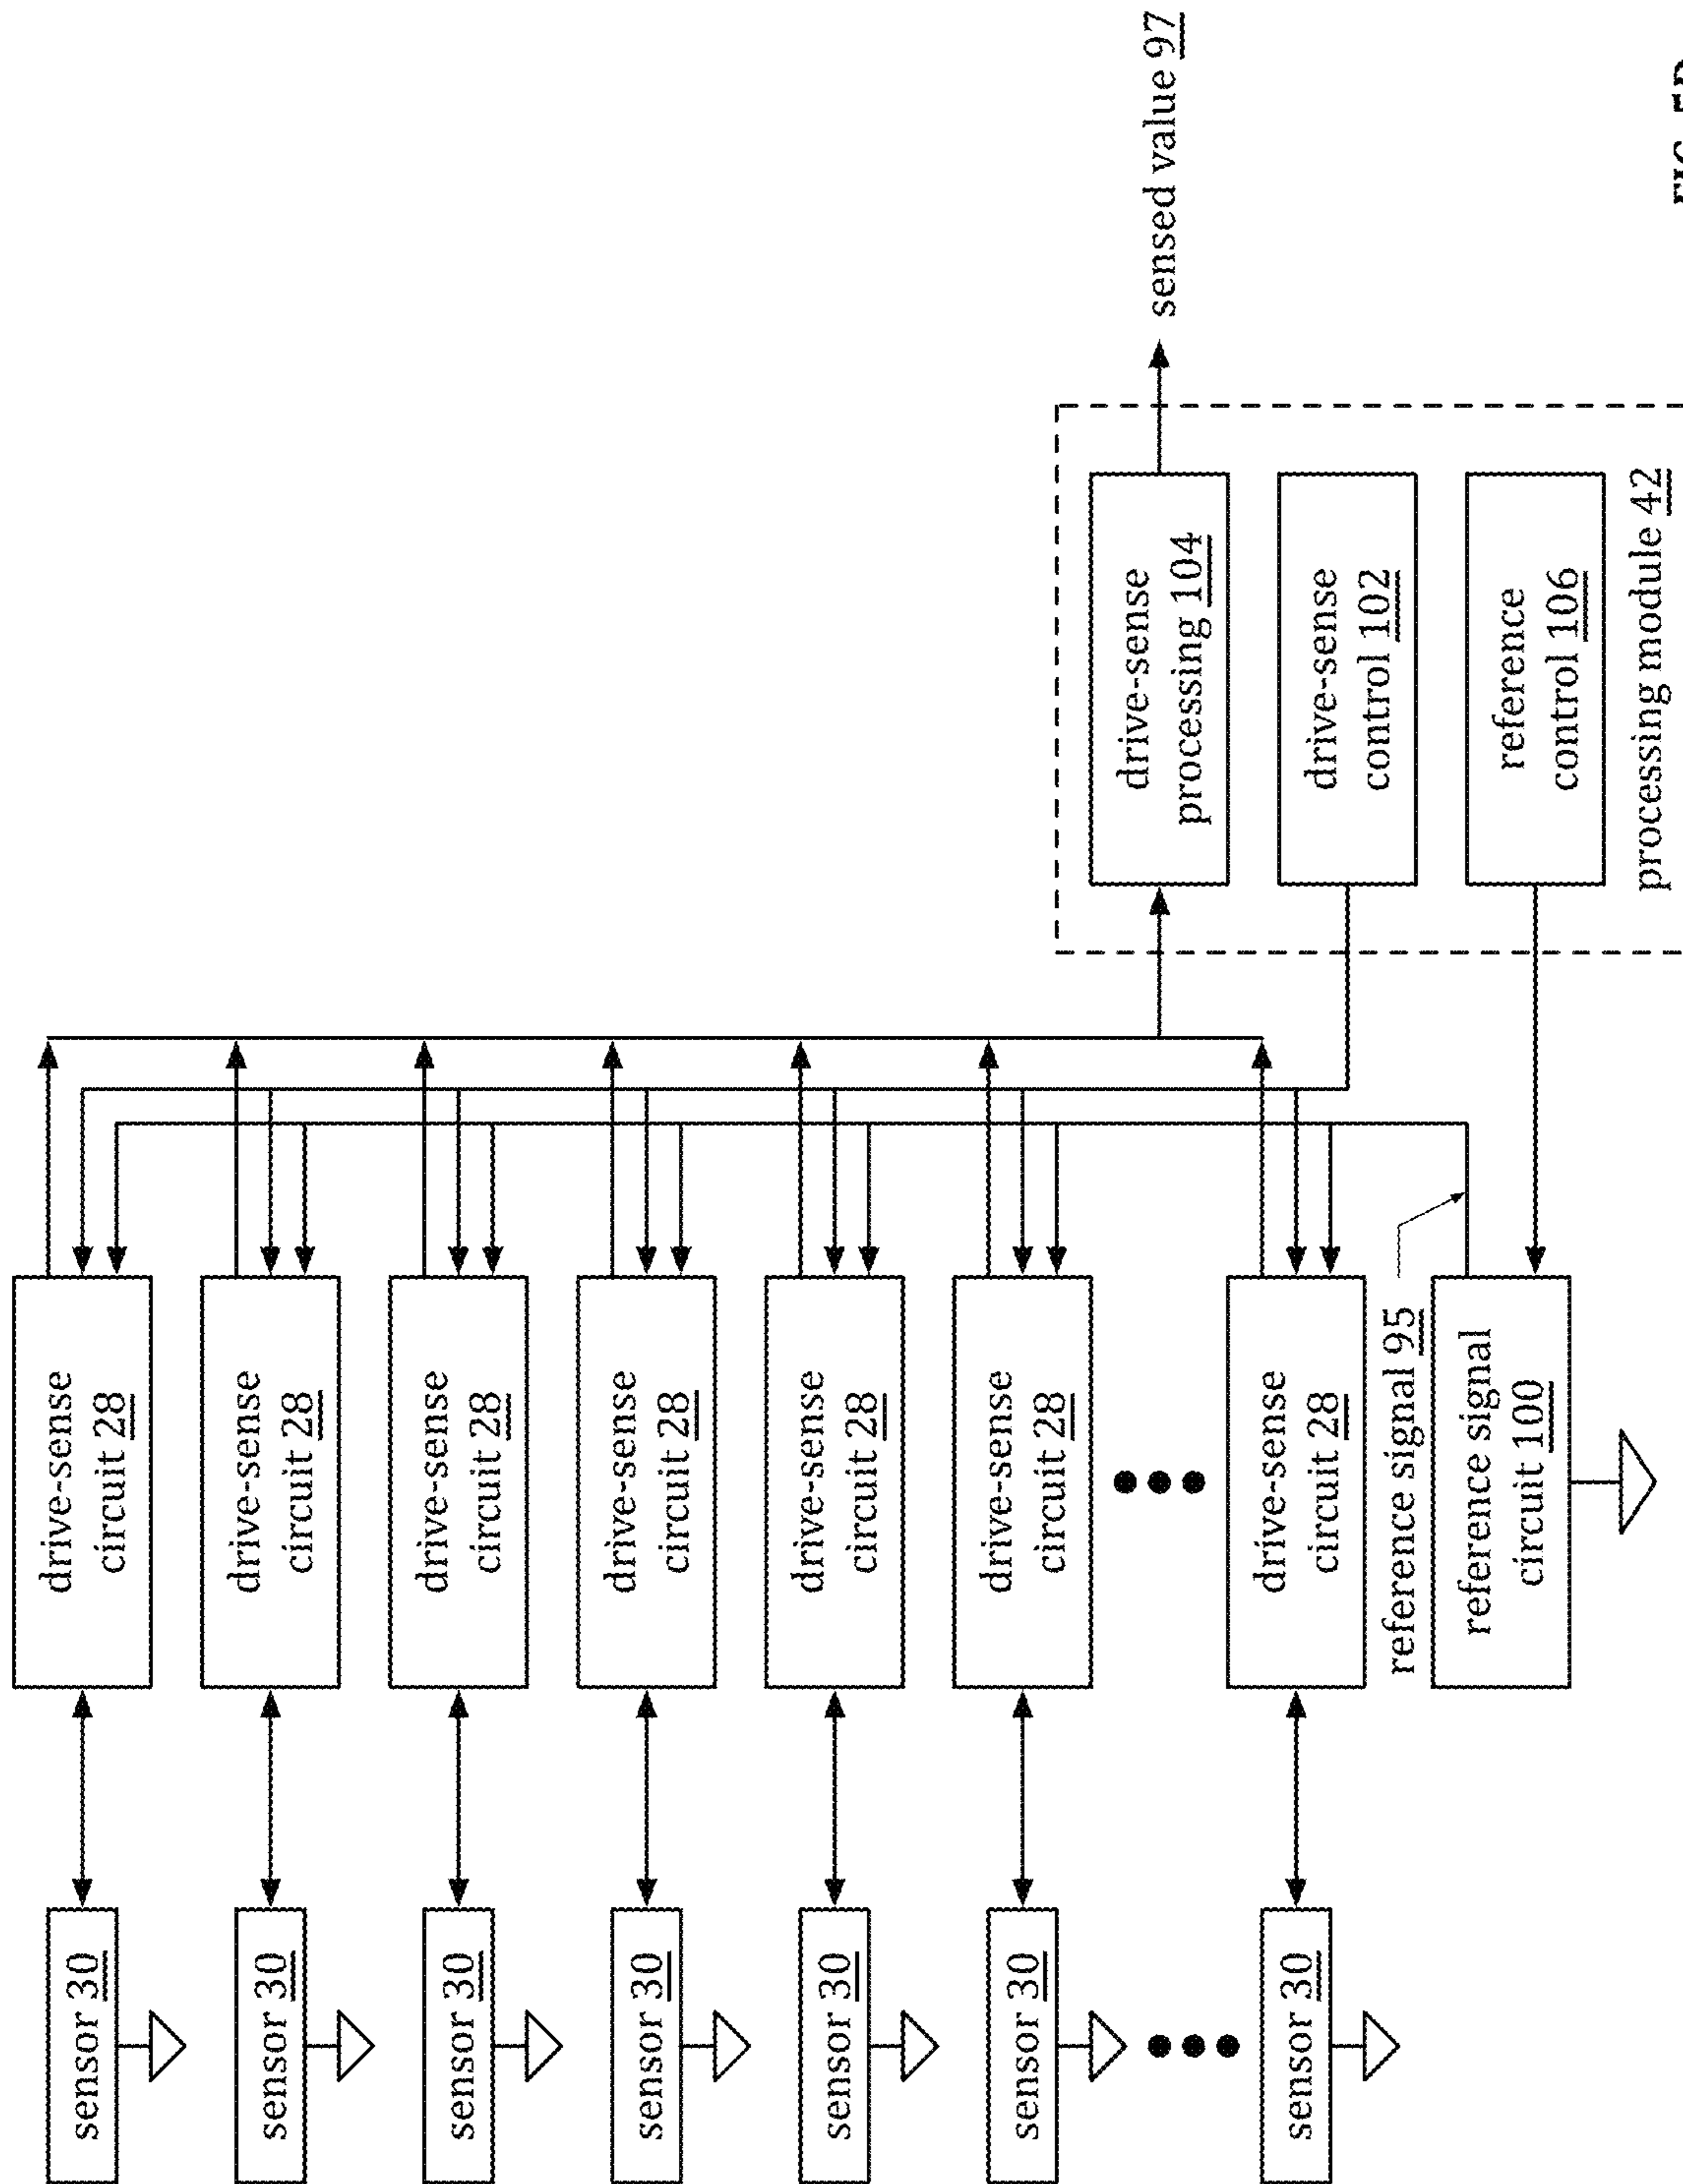 sensor 30
drive-sense
circuit 28
sensor 30
drive-sense
circuit 28
sensor 30
drive-sense
circuit 28
sensor 30
drive-sense
circuit 28
sensor 30
drive-sense
circuit 28
sensor 30
drive-sense
circuit 28
sensor 30
drive-sense
circuit 28
reference signal 95
reference signal
circuit 100
drive-sense
processing 104
drive-sense
control 102
reference
control 106
processing module 42
sensed value 97